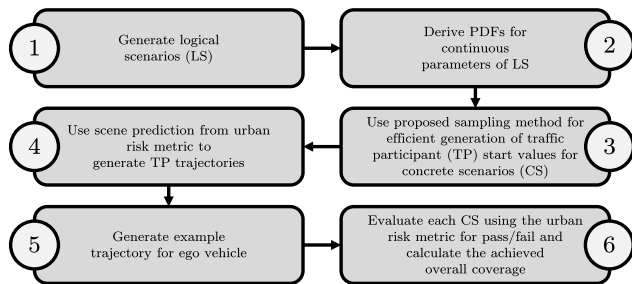 1
Generate logical
scenarios (LS)
2
Derive PDFs for
continuous
parameters of LS
3
Use proposed sampling method for
efficient generation of traffic
participant (TP) start values for
concrete scenarios (CS)
4
Use scene prediction from urban
risk metric to
generate TP trajectories
5
Generate example
trajectory for ego vehicle
6
Evaluate each CS using the urban
risk metric for pass/fail and
calculate the achieved
overall coverage